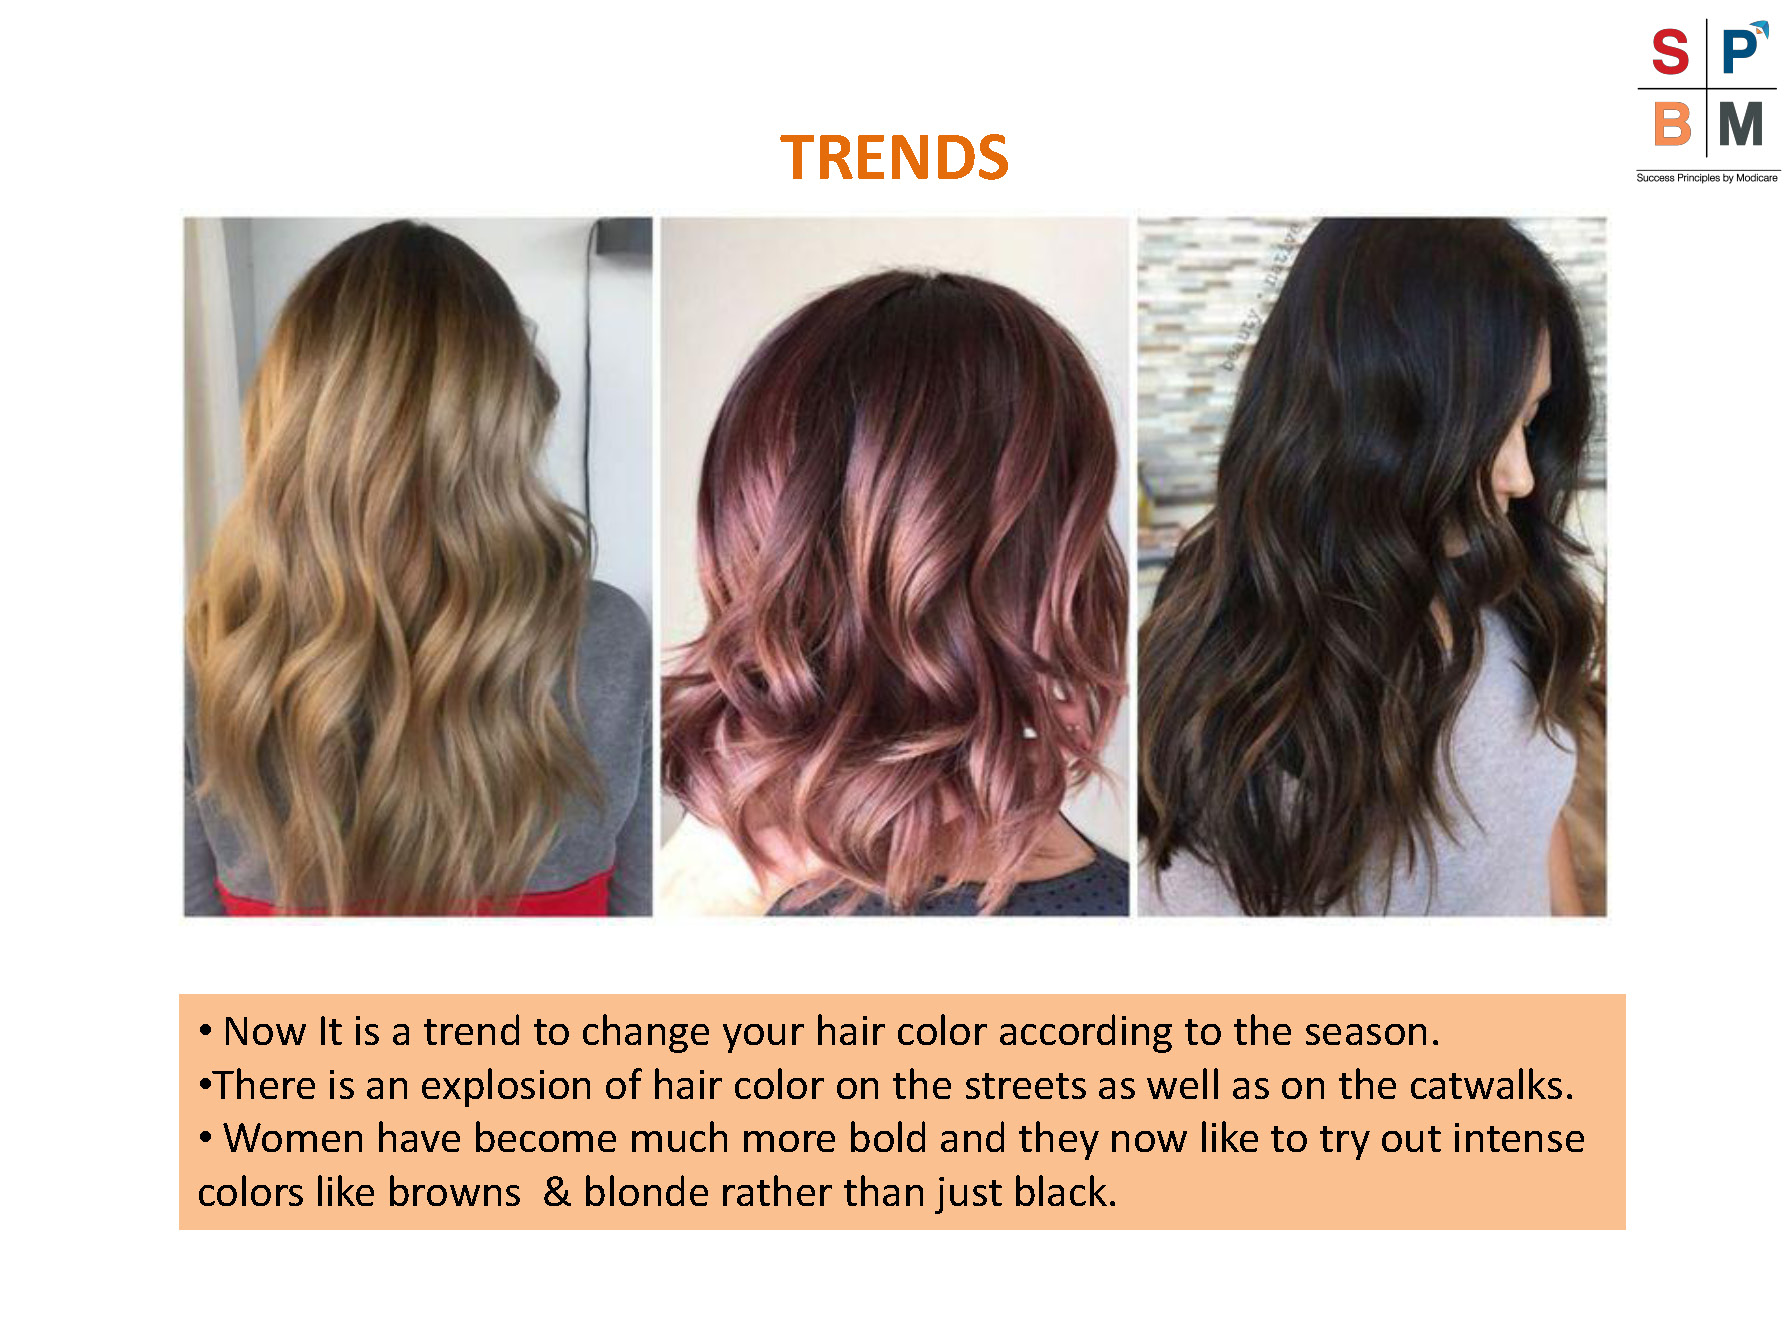 S P
B M
Success Principles by Modicare
TRENDS
beauty • native
• Now It is a trend to change your hair color according to the season.
•There is an explosion of hair color on the streets as well as on the catwalks.
• Women have become much more bold and they now like to try out intense
colors like browns & blonde rather than just black.